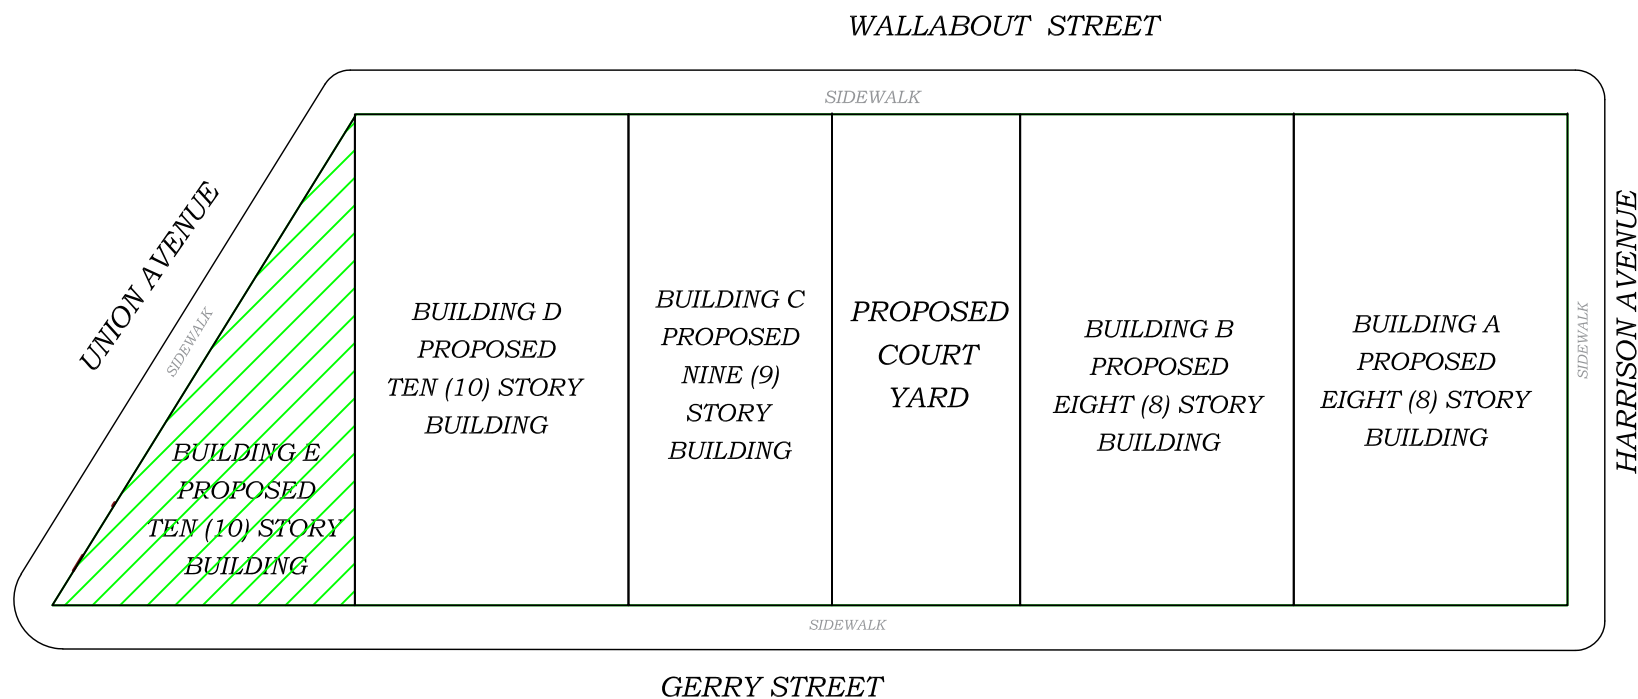 WALLABOUT STREET
SIDEWALK
UNION AVENUE
SIDEWALK
BUILDING E
PROPOSED
TEN (10) STORY
BUILDING
BUILDING D
PROPOSED
TEN (10) STORY
BUILDING
BUILDING C
PROPOSED
NINE (9)
STORY
BUILDING
PROPOSED
COURT
YARD
BUILDING B
PROPOSED
EIGHT (8) STORY
BUILDING
BUILDING A
PROPOSED
EIGHT (8) STORY
BUILDING
SIDEWALK
HARRISON AVENUE
SIDEWALK
GERRY STREET